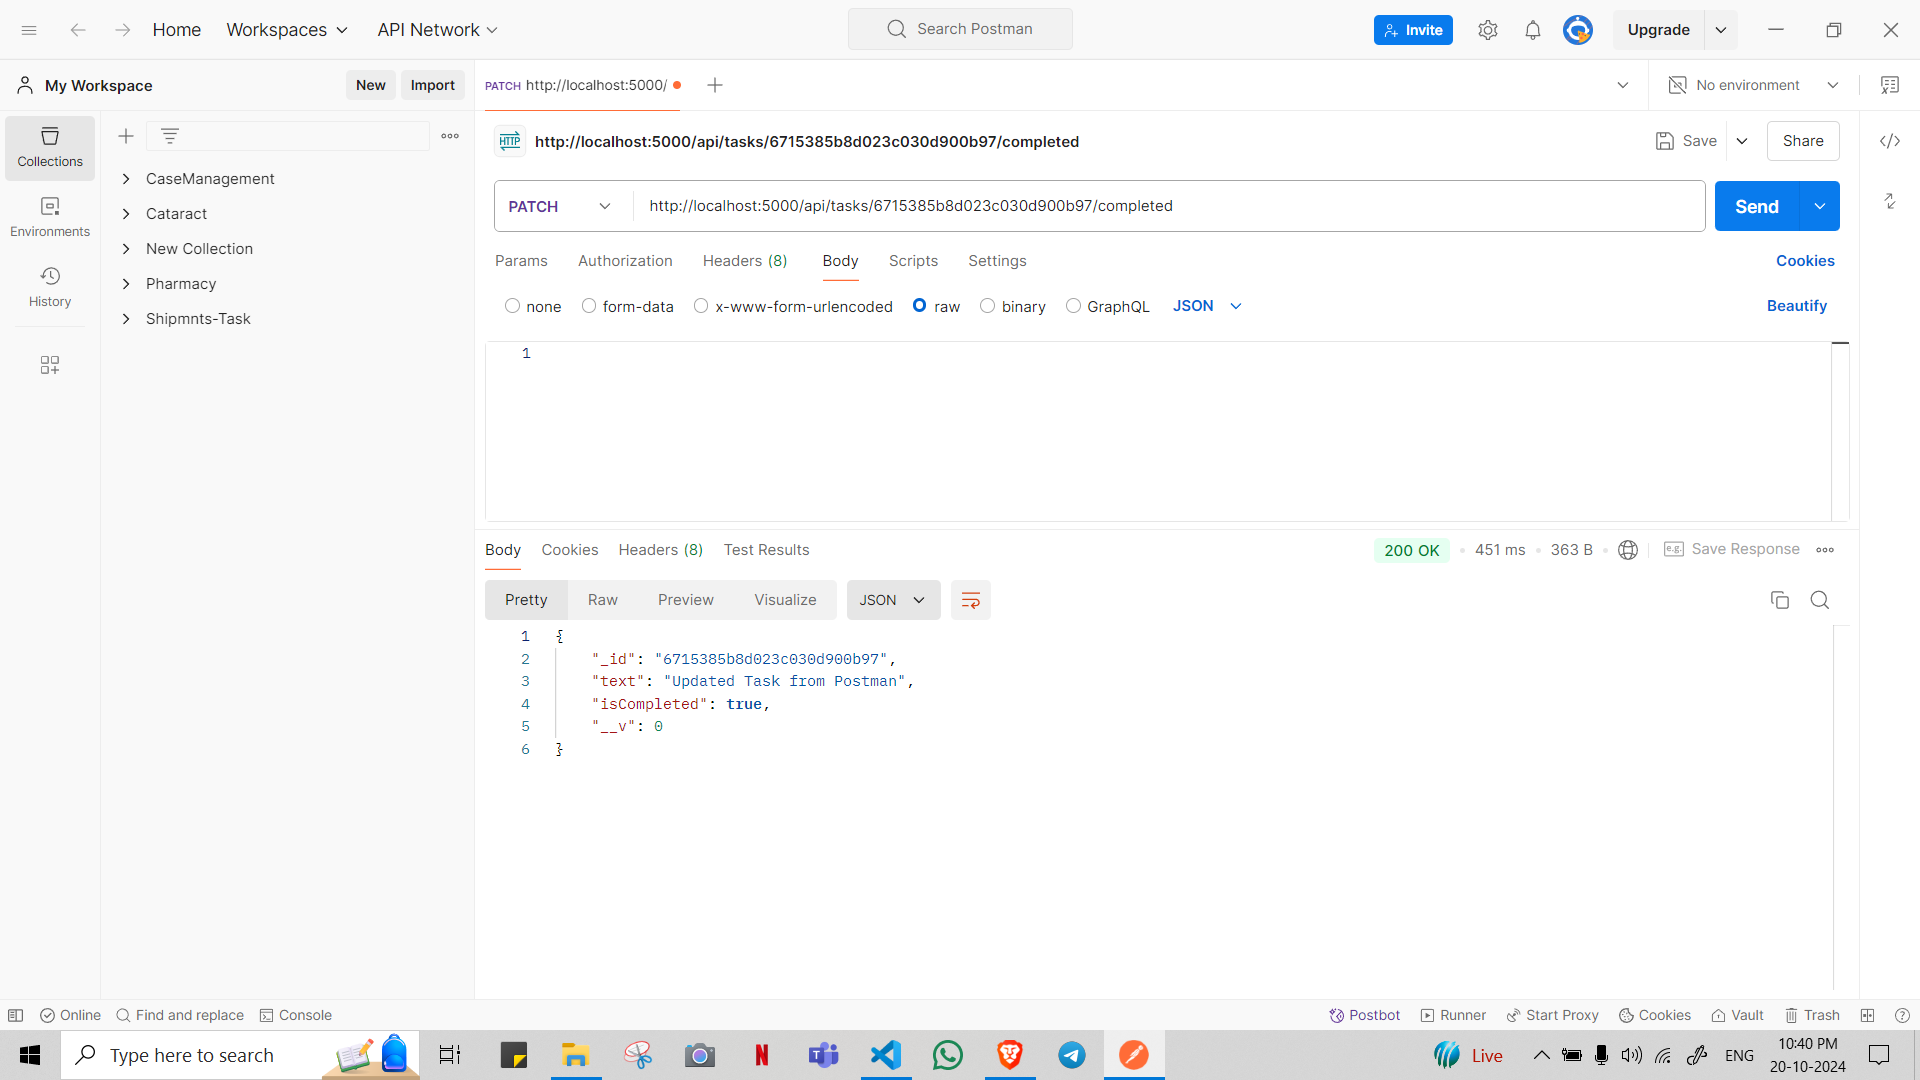 Home Workspaces API Network Search Postman Invite Upgrade
My Workspace New Import PATCH http://localhost:5000/ No environment
Collections
Environments
History
CaseManagement
Cataract
New Collection
Pharmacy
Shipmnts-Task
HTTP http://localhost:5000/api/tasks/6715385b8d023c030d900b97/completed Save Share
PATCH http://localhost:5000/api/tasks/6715385b8d023c030d900b97/completed Send
Params Authorization Headers (8) Body Scripts Settings Cookies
none form-data x-www-form-urlencoded raw binary GraphQL JSON Beautify
1
Body Cookies Headers (8) Test Results 200 OK 451 ms 363 B e.g. Save Response
Pretty Raw Preview Visualize JSON
1 {
2 "_id": "6715385b8d023c030d900b97",
3 "text": "Updated Task from Postman",
4 "isCompleted": true,
5 "__v": 0
6 }
Online Find and replace Console Postbot Runner Start Proxy Cookies Vault Trash
Type here to search N Live ENG 10:40 PM
20-10-2024